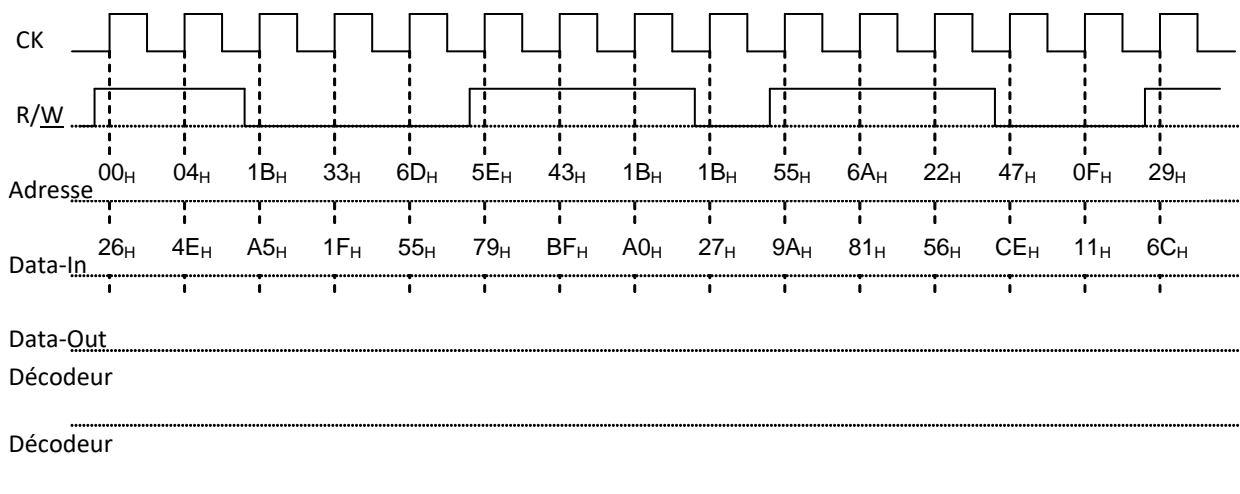 CK
R/W
00H 04H 1BH 33H 6DH 5EH 43H 1BH 1BH 55H 6AH 22H 47H 0FH 29H
Adresse
26H 4EH A5H 1FH 55H 79H BFH A0H 27H 9AH 81H 56H CEH 11H 6CH
Data-In
Data-Out
Décodeur
Décodeur